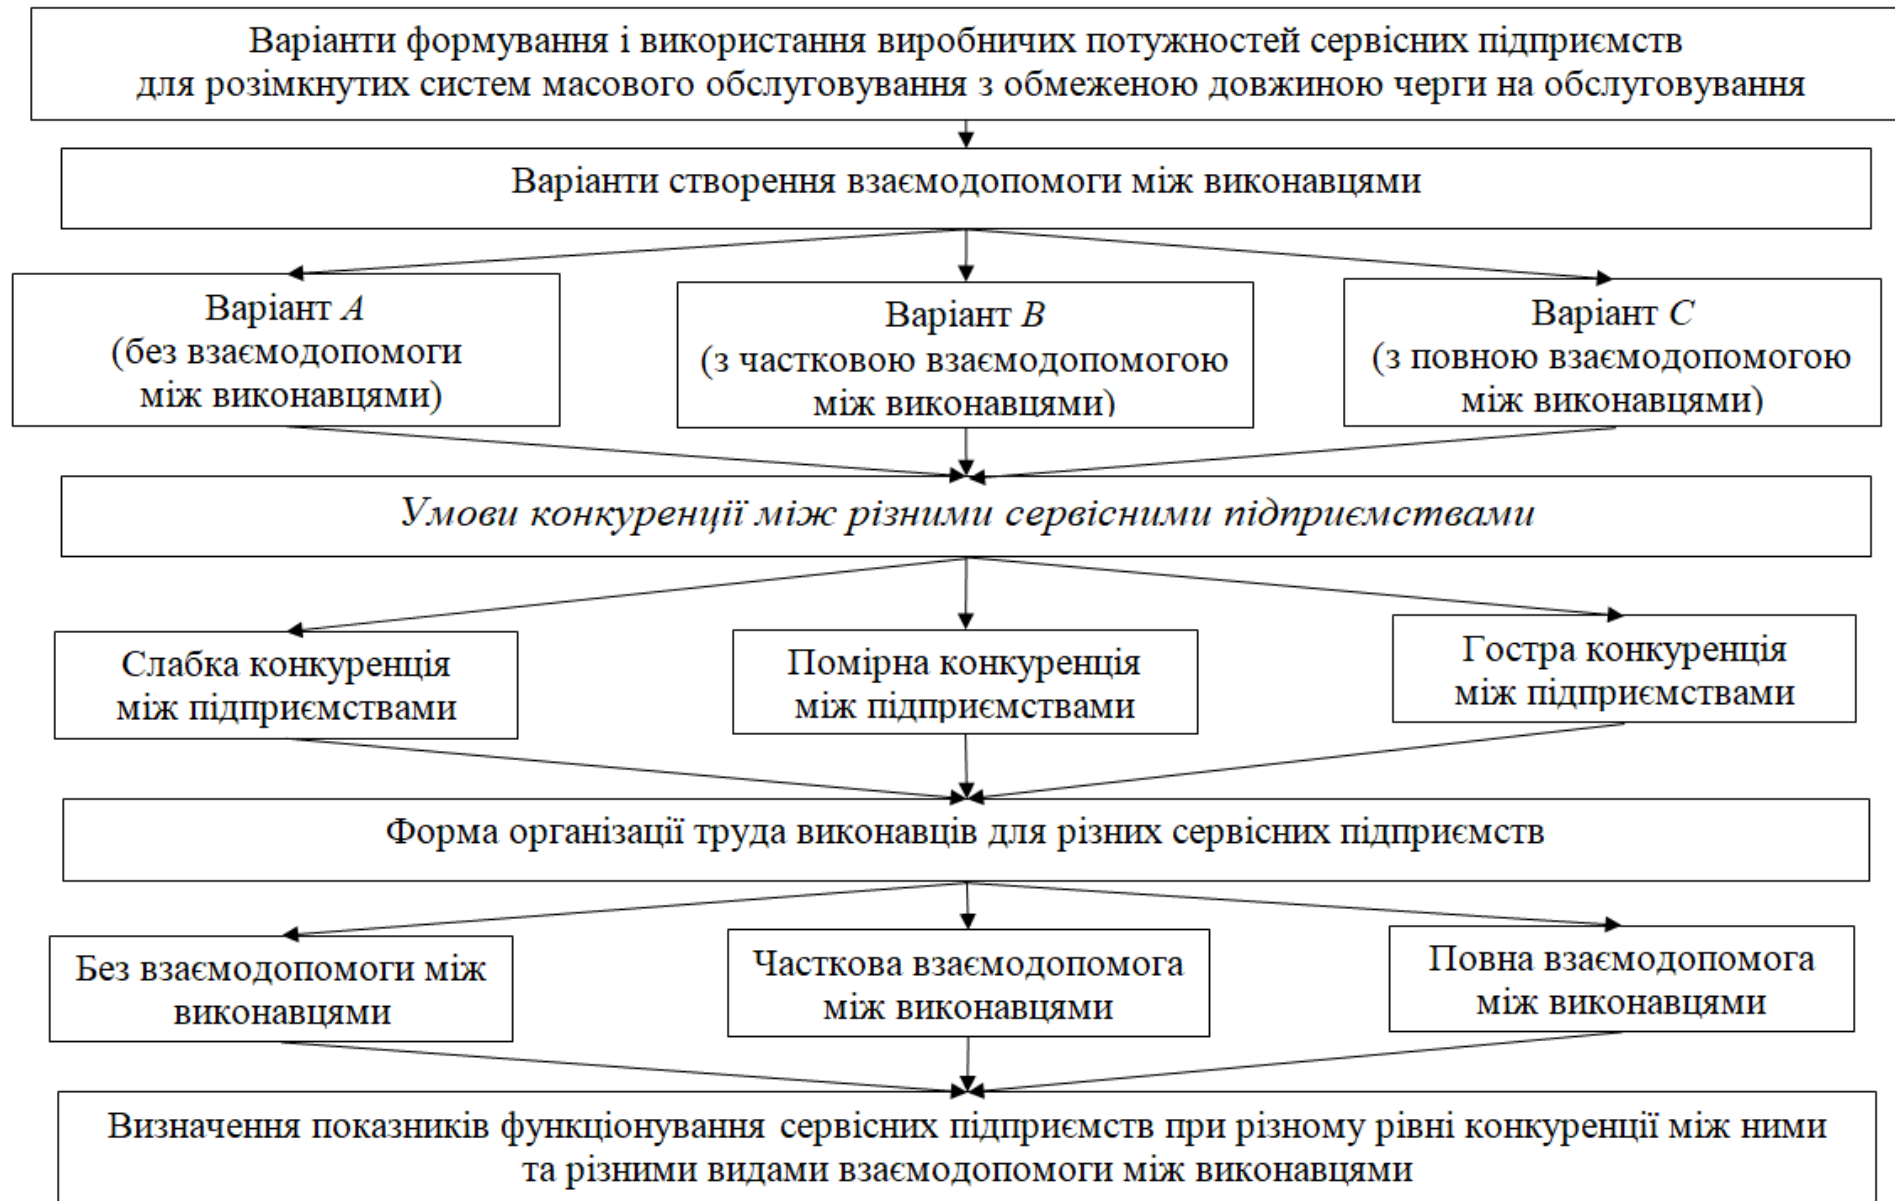 Варіанти формування і використання виробничих потужностей сервісних підприємств
для розімкнутих систем масового обслуговування з обмеженою довжиною черги на обслуговування
Варіанти створення взаємодопомоги між виконавцями
Варіант A
(без взаємодопомоги
між виконавцями)
Варіант B
(з частковою взаємодопомогою
між виконавцями)
Варіант C
(з повною взаємодопомогою
між виконавцями)
Умови конкуренції між різними сервісними підприємствами
Слабка конкуренція
між підприємствами
Помірна конкуренція
між підприємствами
Гостра конкуренція
між підприємствами
Форма організації труда виконавців для різних сервісних підприємств
Без взаємодопомоги між
виконавцями
Часткова взаємодопомога
між виконавцями
Повна взаємодопомога
між виконавцями
Визначення показників функціонування сервісних підприємств при різному рівні конкуренції між ними
та різними видами взаємодопомоги між виконавцями